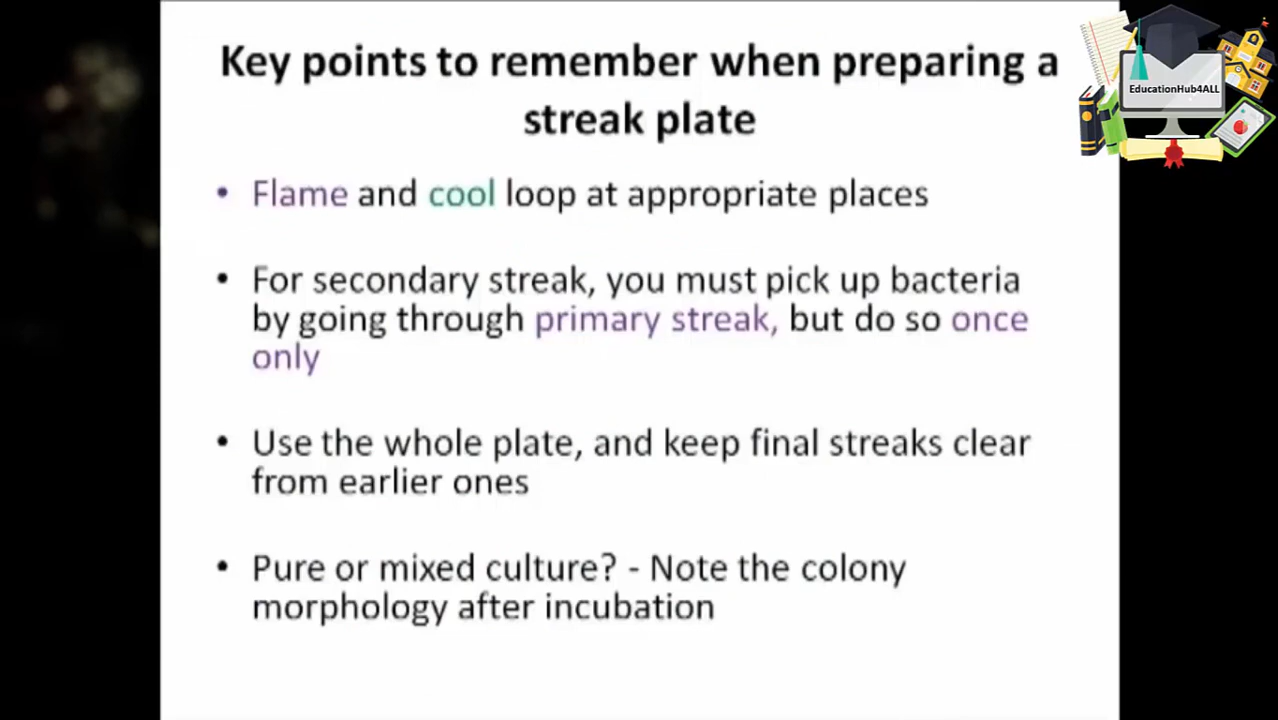 Key points to remember when preparing a
streak plate
EducationHub4ALL
• Flame and cool loop at appropriate places
• For secondary streak, you must pick up bacteria
by going through primary streak, but do so once
only
• Use the whole plate, and keep final streaks clear
from earlier ones
• Pure or mixed culture? - Note the colony
morphology after incubation